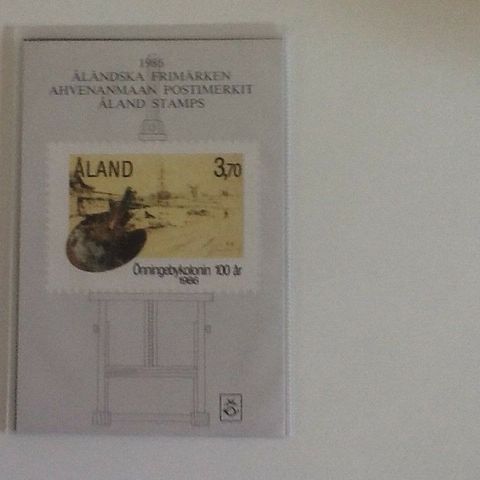 1986
ÅLÄNDSKA FRIMÄRKEN
AHVENANMAAN POSTIMERKIT
ÅLAND STAMPS
ÅLAND 3,70
Önningebykolonin 100 år
1986